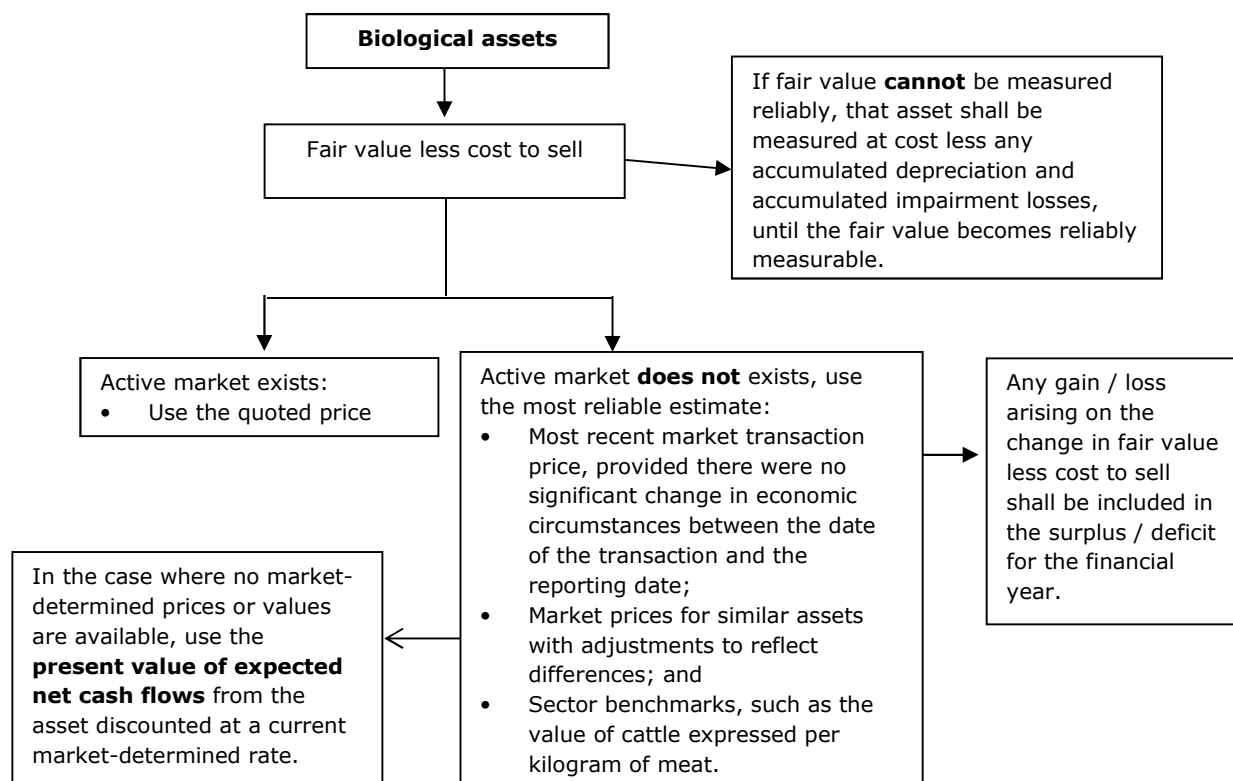 Biological assets
Fair value less cost to sell
If fair value cannot be measured
reliably, that asset shall be
measured at cost less any
accumulated depreciation and
accumulated impairment losses,
until the fair value becomes reliably
measurable.
Active market exists:
• Use the quoted price
Active market does not exists, use
the most reliable estimate:
• Most recent market transaction
price, provided there were no
significant change in economic
circumstances between the date
of the transaction and the
reporting date;
• Market prices for similar assets
with adjustments to reflect
differences; and
• Sector benchmarks, such as the
value of cattle expressed per
kilogram of meat.
Any gain / loss
arising on the
change in fair value
less cost to sell
shall be included in
the surplus / deficit
for the financial
year.
In the case where no market-
determined prices or values
are available, use the
present value of expected
net cash flows from the
asset discounted at a current
market-determined rate.